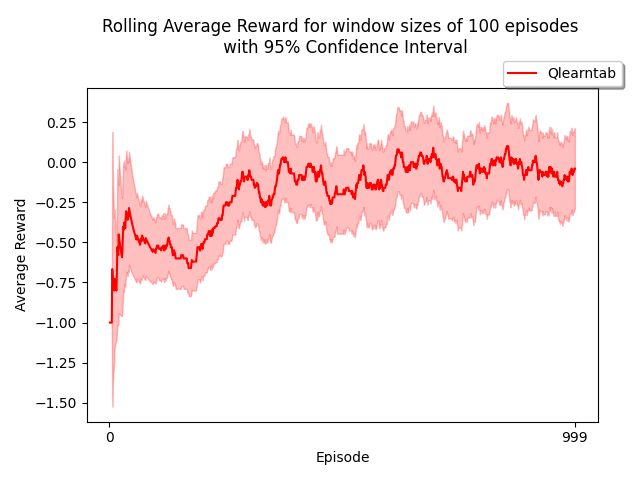 Rolling Average Reward for window sizes of 100 episodes
with 95% Confidence Interval
Qlearntab
0.25
0.00
−0.25
−0.50
−0.75
−1.00
−1.25
−1.50
Average Reward
0
999
Episode